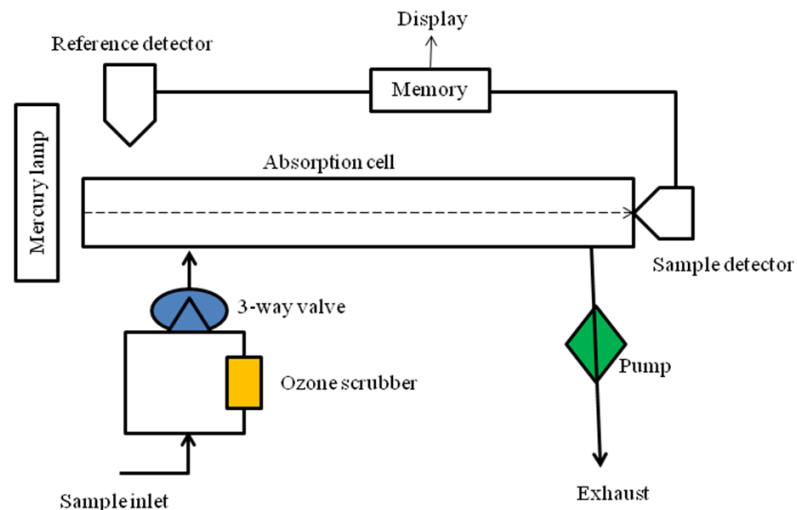 Display
Reference detector
Memory
Mercury lamp
Absorption cell
Sample detector
3-way valve
Pump
Ozone scrubber
Sample inlet
Exhaust